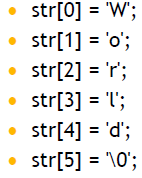 • str[0] = 'W';
• str[1] = 'o';
• str[2] = 'r';
• str[3] = 'l';
• str[4] = 'd';
• str[5] = '\0';